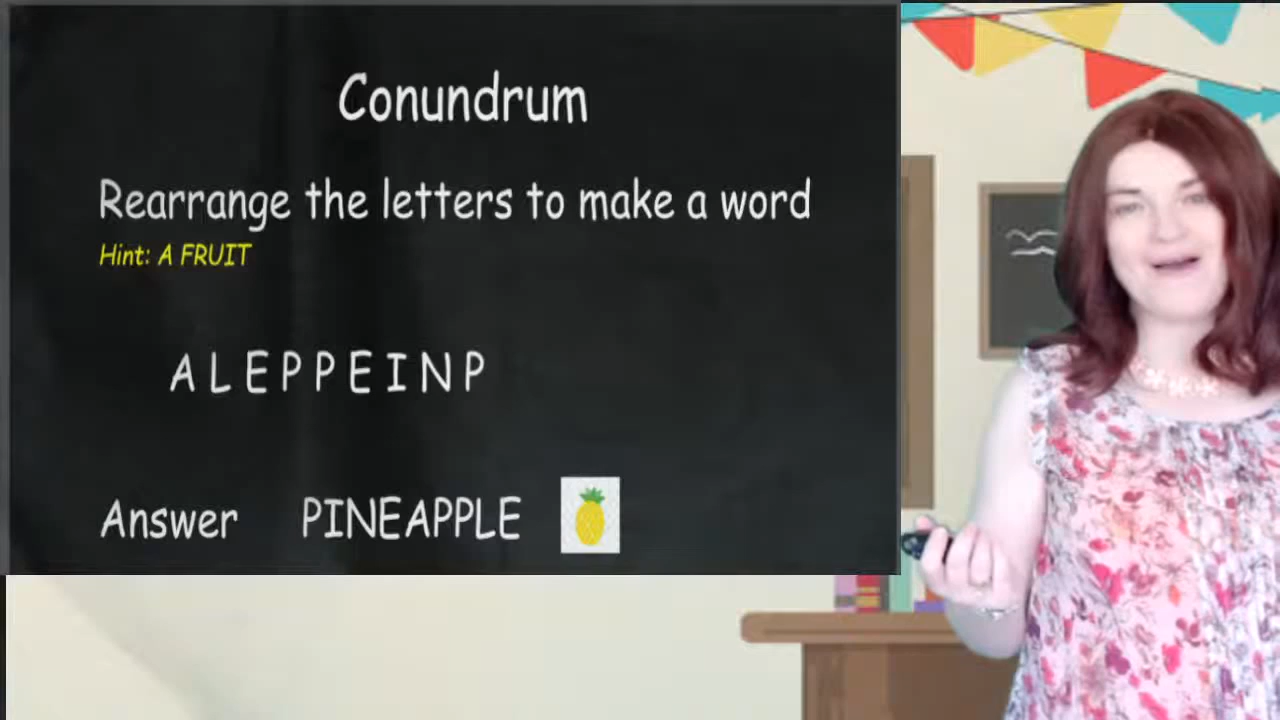 Conundrum
Rearrange the letters to make a word
Hint: A FRUIT
A L E P P E I N P
Answer PINEAPPLE